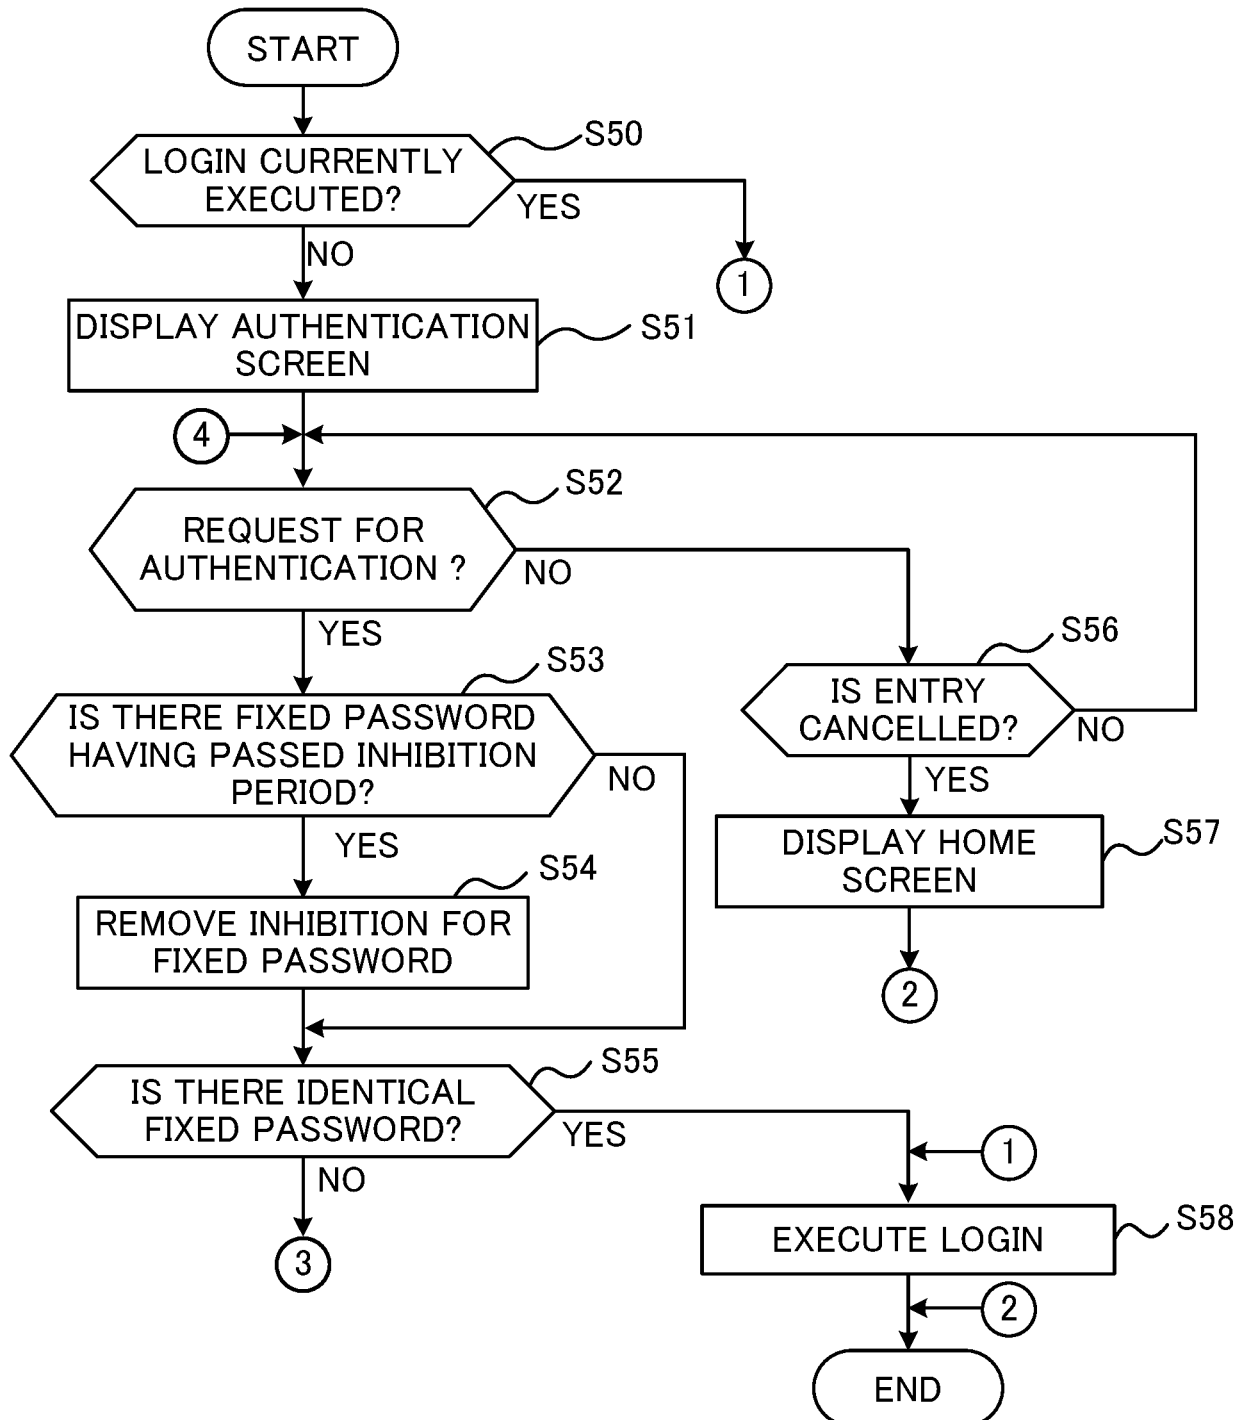 START
S50
LOGIN CURRENTLY
EXECUTED?
YES
NO
1
DISPLAY AUTHENTICATION
SCREEN
S51
4
S52
REQUEST FOR
AUTHENTICATION ?
NO
YES
S53
IS THERE FIXED PASSWORD
HAVING PASSED INHIBITION
PERIOD?
NO
YES
S56
IS ENTRY
CANCELLED?
NO
YES
S54
REMOVE INHIBITION FOR
FIXED PASSWORD
S57
DISPLAY HOME
SCREEN
2
S55
IS THERE IDENTICAL
FIXED PASSWORD?
YES
NO
3
1
S58
EXECUTE LOGIN
2
END